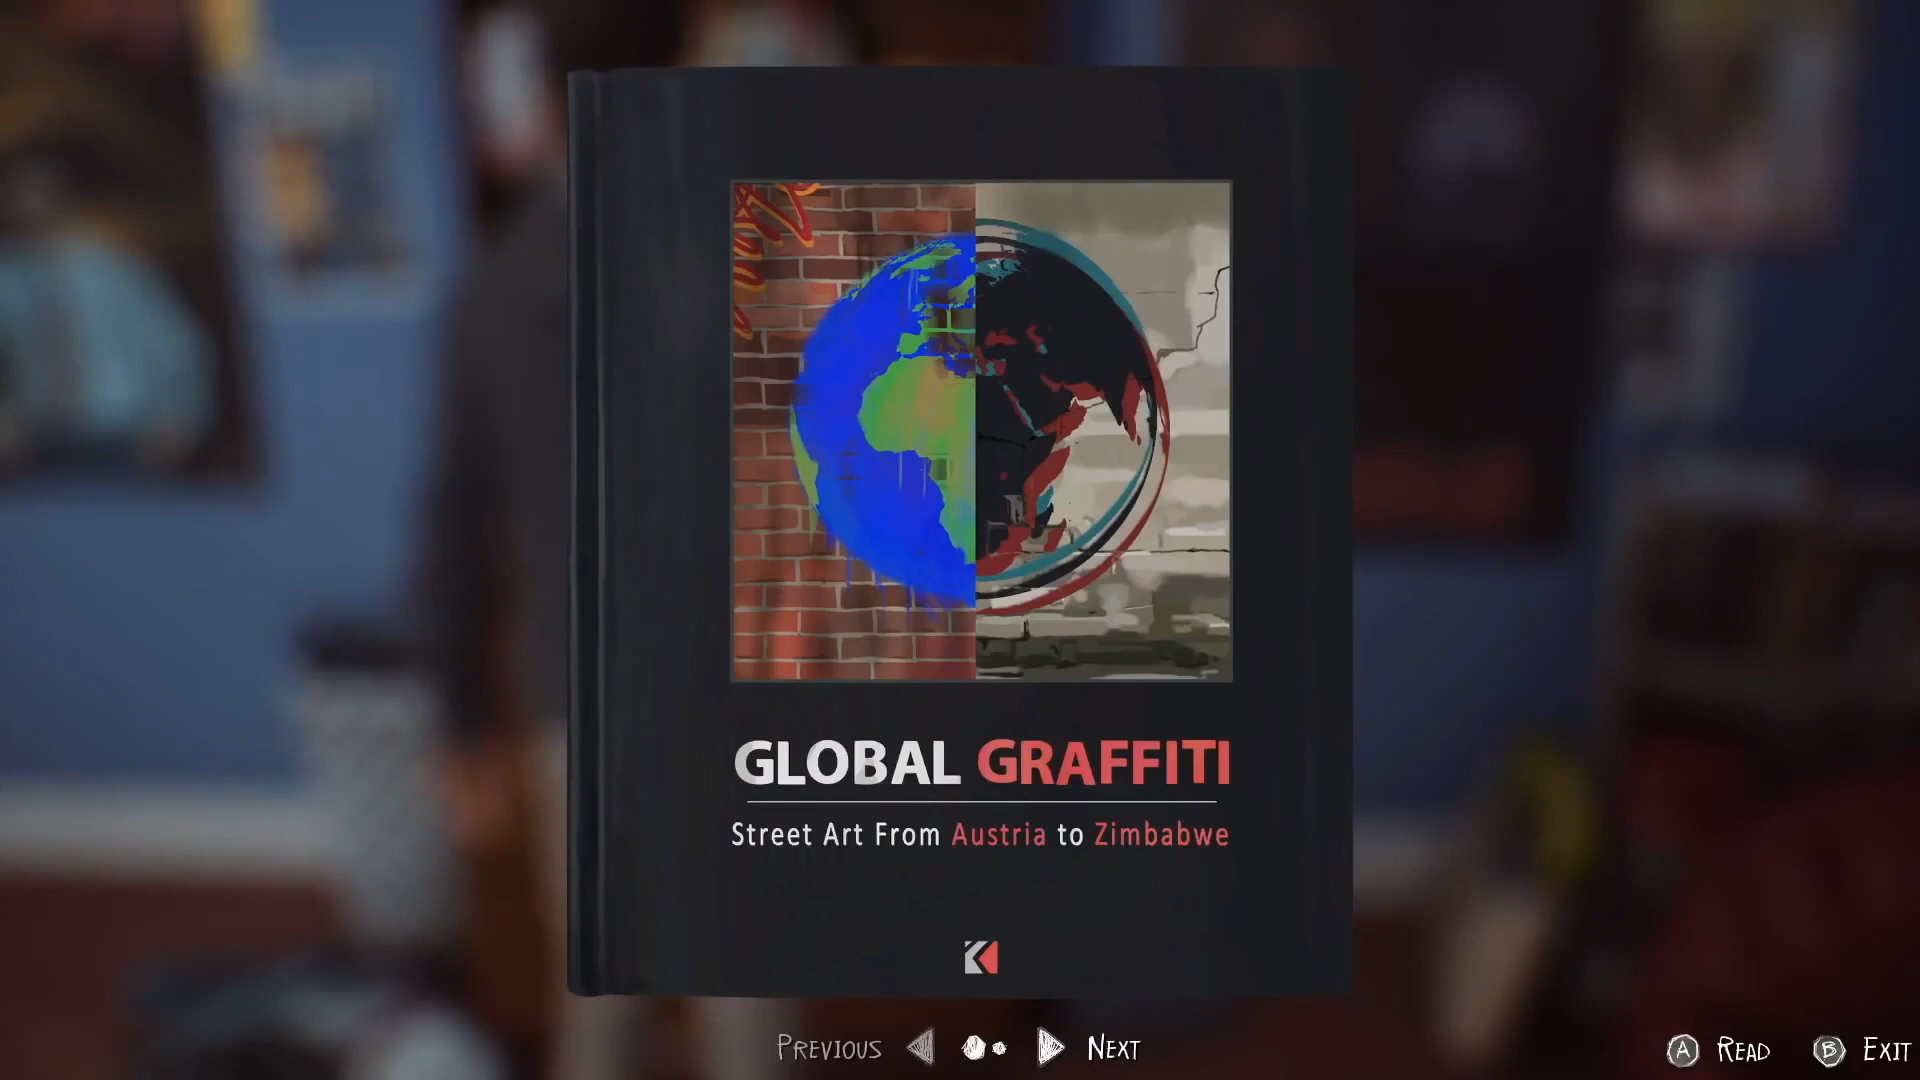 GLOBAL GRAFFITI
Street Art From Austria to Zimbabwe
PREVIOUS NEXT
A READ B EXIT